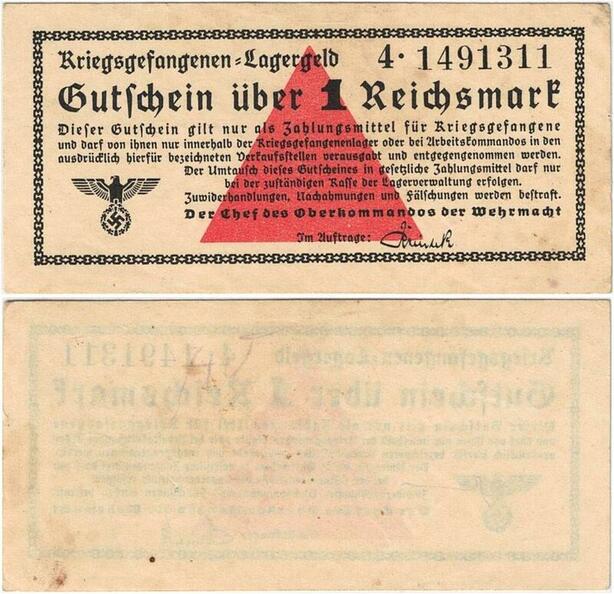 Kriegsgefangenen-Lagergeld 4·1491311
Gutschein über 1 Reichsmark
Dieser Gutschein gilt nur als Zahlungsmittel für Kriegsgefangene
und darf von ihnen nur innerhalb der Kriegsgefangenenlager oder bei Arbeitskommandos in den
ausdrücklich hierfür bezeichneten Verkaufsstellen verausgabt und entgegengenommen werden.
Der Umtausch dieses Gutscheines in gesetzliche Zahlungsmittel darf nur
bei der zuständigen Kasse der Lagerverwaltung erfolgen.
Zuwiderhandlungen, Nachahmungen und Fälschungen werden bestraft.
Der Chef des Oberkommandos der Wehrmacht
Im Auftrage: